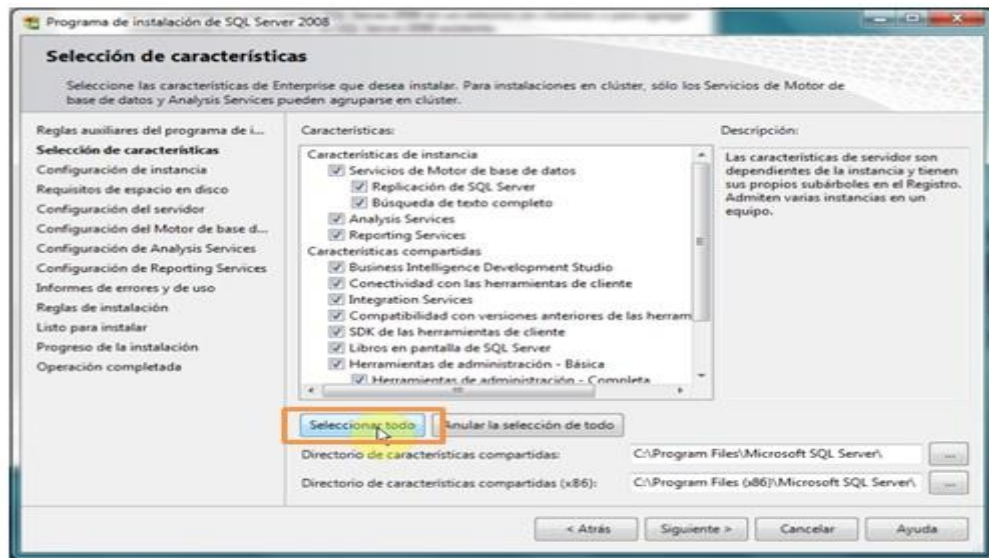 Programa de instalación de SQL Server 2008
Selección de características
Seleccione las características de Enterprise que desea instalar. Para instalaciones en clúster, sólo los Servicios de Motor de
base de datos y Analysis Services pueden agruparse en clúster.
Reglas auxiliares del programa de i...
Selección de características
Configuración de instancia
Requisitos de espacio en disco
Configuración del servidor
Configuración del Motor de base d...
Configuración de Analysis Services
Configuración de Reporting Services
Informes de errores y de uso
Reglas de instalación
Listo para instalar
Progreso de la instalación
Operación completada
Características:
Características de instancia
Servicios de Motor de base de datos
Replicación de SQL Server
Búsqueda de texto completo
Analysis Services
Reporting Services
Características compartidas
Business Intelligence Development Studio
Conectividad con las herramientas de cliente
Integration Services
Compatibilidad con versiones anteriores de las herram
SDK de las herramientas de cliente
Libros en pantalla de SQL Server
Herramientas de administración - Básica
Herramientas de administración - Completa
Descripción:
Las características de servidor son
dependientes de la instancia y tienen
sus propios subárboles en el Registro.
Admiten varias instancias en un
equipo.
Seleccionar todo
Anular la selección de todo
Directorio de características compartidas:
C:\Program Files\Microsoft SQL Server\
...
Directorio de características compartidas (x86):
C:\Program Files (x86)\Microsoft SQL Server\
...
< Atrás
Siguiente >
Cancelar
Ayuda